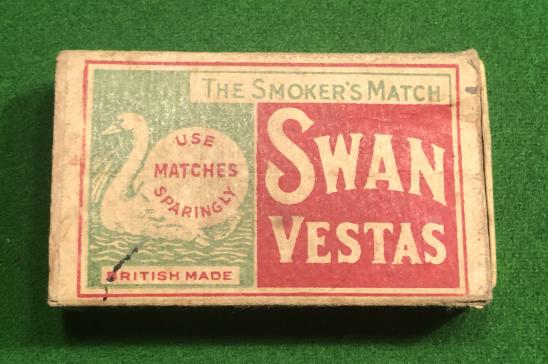 THE SMOKER'S MATCH
USE
MATCHES
SPARINGLY
SWAN
VESTAS
BRITISH MADE